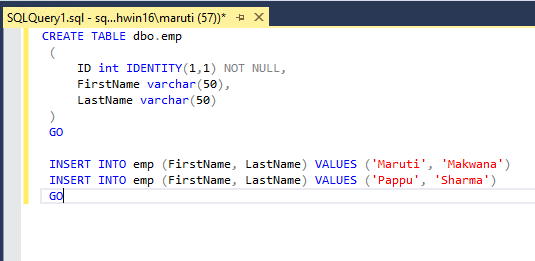 SQLQuery1.sql - sq...hwin16\maruti (57))*
CREATE TABLE dbo.emp
(
ID int IDENTITY(1,1) NOT NULL,
FirstName varchar(50),
LastName varchar(50)
)
GO
INSERT INTO emp (FirstName, LastName) VALUES ('Maruti', 'Makwana')
INSERT INTO emp (FirstName, LastName) VALUES ('Pappu', 'Sharma')
GO